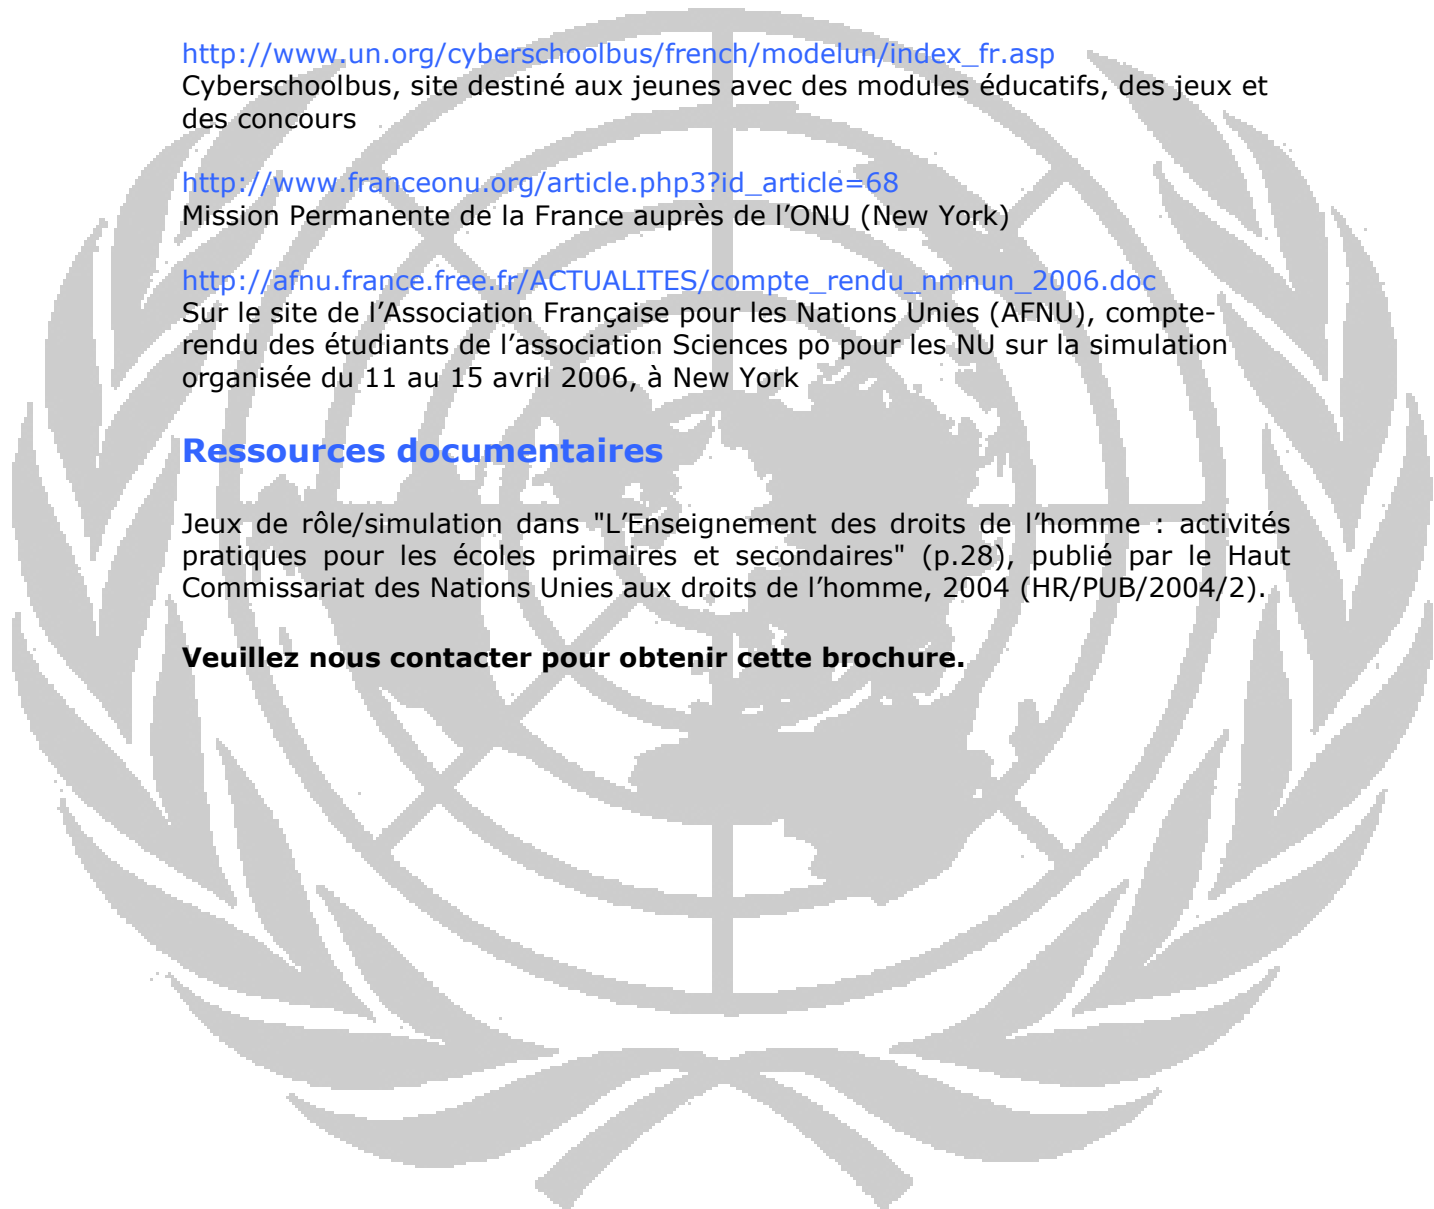 http://www.un.org/cyberschoolbus/french/modelun/index_fr.asp
Cyberschoolbus, site destiné aux jeunes avec des modules éducatifs, des jeux et
des concours
http://www.franceonu.org/article.php3?id_article=68
Mission Permanente de la France auprès de l’ONU (New York)
http://afnu.france.free.fr/ACTUALITES/compte_rendu_nmnun_2006.doc
Sur le site de l’Association Française pour les Nations Unies (AFNU), compte-
rendu des étudiants de l’association Sciences po pour les NU sur la simulation
organisée du 11 au 15 avril 2006, à New York
Ressources documentaires
Jeux de rôle/simulation dans "L’Enseignement des droits de l’homme : activités
pratiques pour les écoles primaires et secondaires" (p.28), publié par le Haut
Commissariat des Nations Unies aux droits de l’homme, 2004 (HR/PUB/2004/2).
Veuillez nous contacter pour obtenir cette brochure.